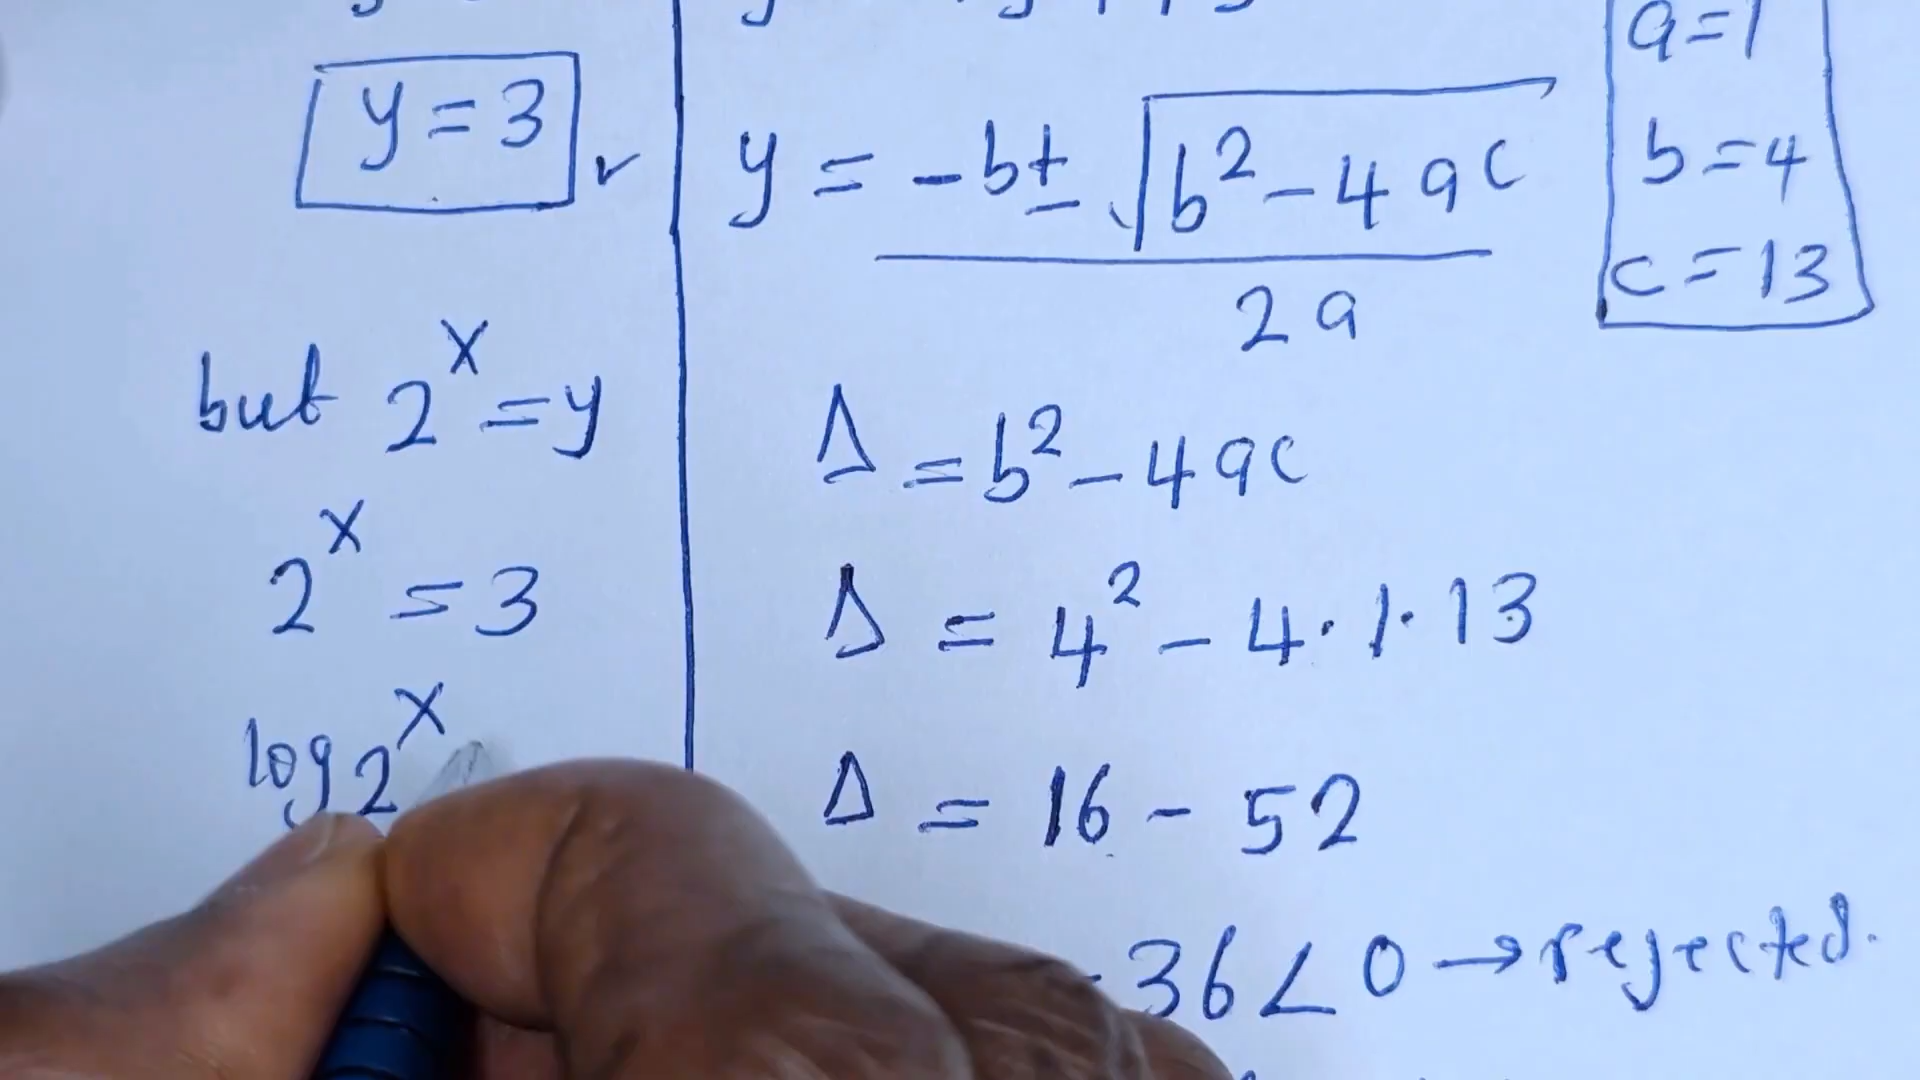 y = 3 ✓
but 2^x = y
2^x = 3
log 2^x
y = (-b ± √(b² - 4ac)) / 2a
Δ = b² - 4ac
Δ = 4² - 4·1·13
Δ = 16 - 52
-36 < 0 → rejected.
a = 1
b = 4
c = 13